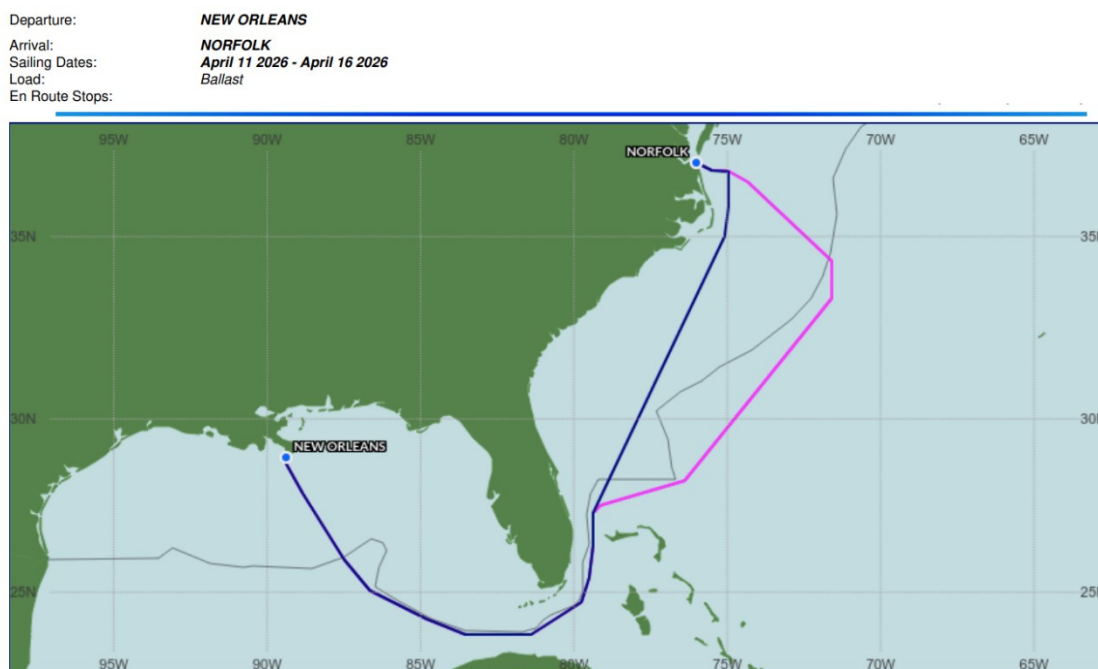 Departure: NEW ORLEANS
Arrival: NORFOLK
Sailing Dates: April 11 2026 - April 16 2026
Load: Ballast
En Route Stops:
95W 90W 85W 80W 75W 70W 65W
NORFOLK
35N 35N
30N 30N
NEW ORLEANS
25N 25N
95W 90W 85W 80W 75W 70W 65W